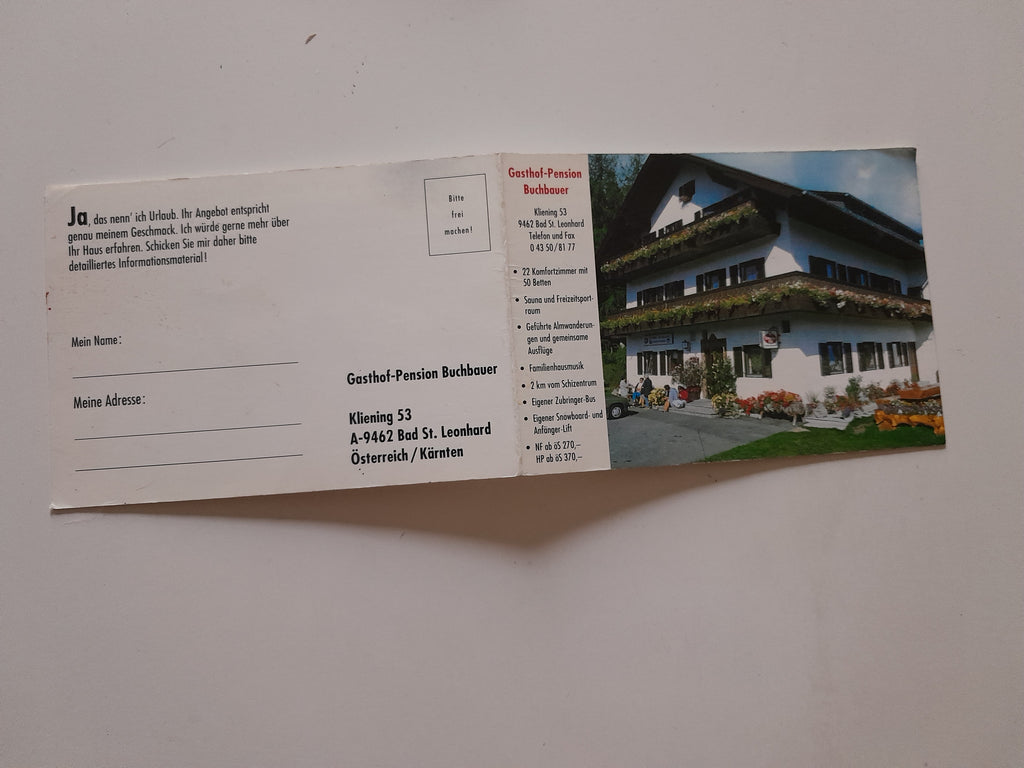 Ja, das nenn' ich Urlaub. Ihr Angebot entspricht
genau meinem Geschmack. Ich würde gerne mehr über
Ihr Haus erfahren. Schicken Sie mir daher bitte
detailliertes Informationsmaterial!
Bitte
frei
machen!
Mein Name:
Meine Adresse:
Gasthof-Pension Buchbauer
Kliening 53
A-9462 Bad St. Leonhard
Österreich / Kärnten
Gasthof-Pension
Buchbauer
Kliening 53
9462 Bad St. Leonhard
Telefon und Fax
0 43 50/81 77
• 22 Komfortzimmer mit
50 Betten
• Sauna und Freizeitsport-
raum
• Geführte Almwanderun-
gen und gemeinsame
Ausflüge
• Familienhausmusik
• 2 km vom Schizentrum
• Eigener Zubringer-Bus
• Eigener Snowboard- und
Anfänger-Lift
• NF ab öS 270,–
HP ab öS 370,–